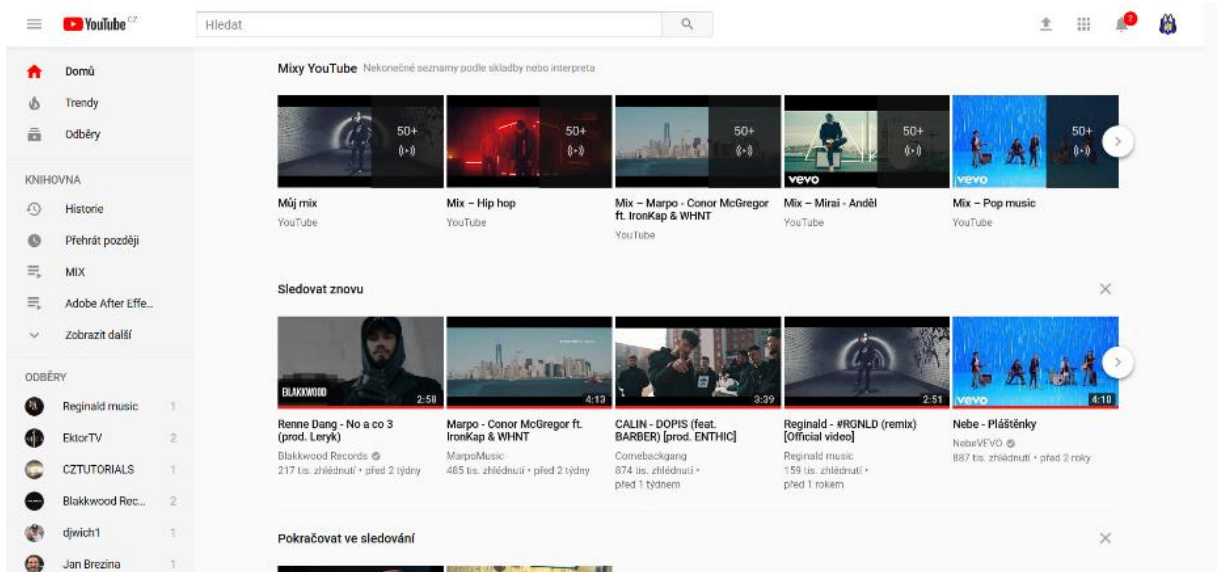 YouTube CZ
Hledat
2
Domů
Trendy
Odběry
KNIHOVNA
Historie
Přehrát později
MIX
Adobe After Effe...
Zobrazit další
ODBĚRY
Reginald music 1
EktorTV 2
CZTUTORIALS 1
Blakkwood Rec... 2
djwich1 1
Jan Brezina 1
Mixy YouTube Nekonečné seznamy podle skladby nebo interpreta
50+
50+
50+
50+
vevo
50+
vevo
Můj mix
YouTube
Mix – Hip hop
YouTube
Mix – Marpo - Conor McGregor
ft. IronKap & WHNT
YouTube
Mix – Mirai - Anděl
YouTube
Mix – Pop music
YouTube
Sledovat znovu
BLAKKWOOD
2:58
4:13
3:39
2:51
vevo
4:10
Renne Dang - No a co 3
(prod. Leryk)
Blakkwood Records
217 tis. zhlédnutí • před 2 týdny
Marpo - Conor McGregor ft.
IronKap & WHNT
MarpoMusic
485 tis. zhlédnutí • před 2 týdny
CALIN - DOPIS (feat.
BARBER) [prod. ENTHIC]
Comebackgang
874 tis. zhlédnutí •
před 1 týdnem
Reginald - #RGNLD (remix)
[Official video]
Reginald music
159 tis. zhlédnutí •
před 1 rokem
Nebe - Pláštěnky
NebeVEVO
887 tis. zhlédnutí • před 2 roky
Pokračovat ve sledování